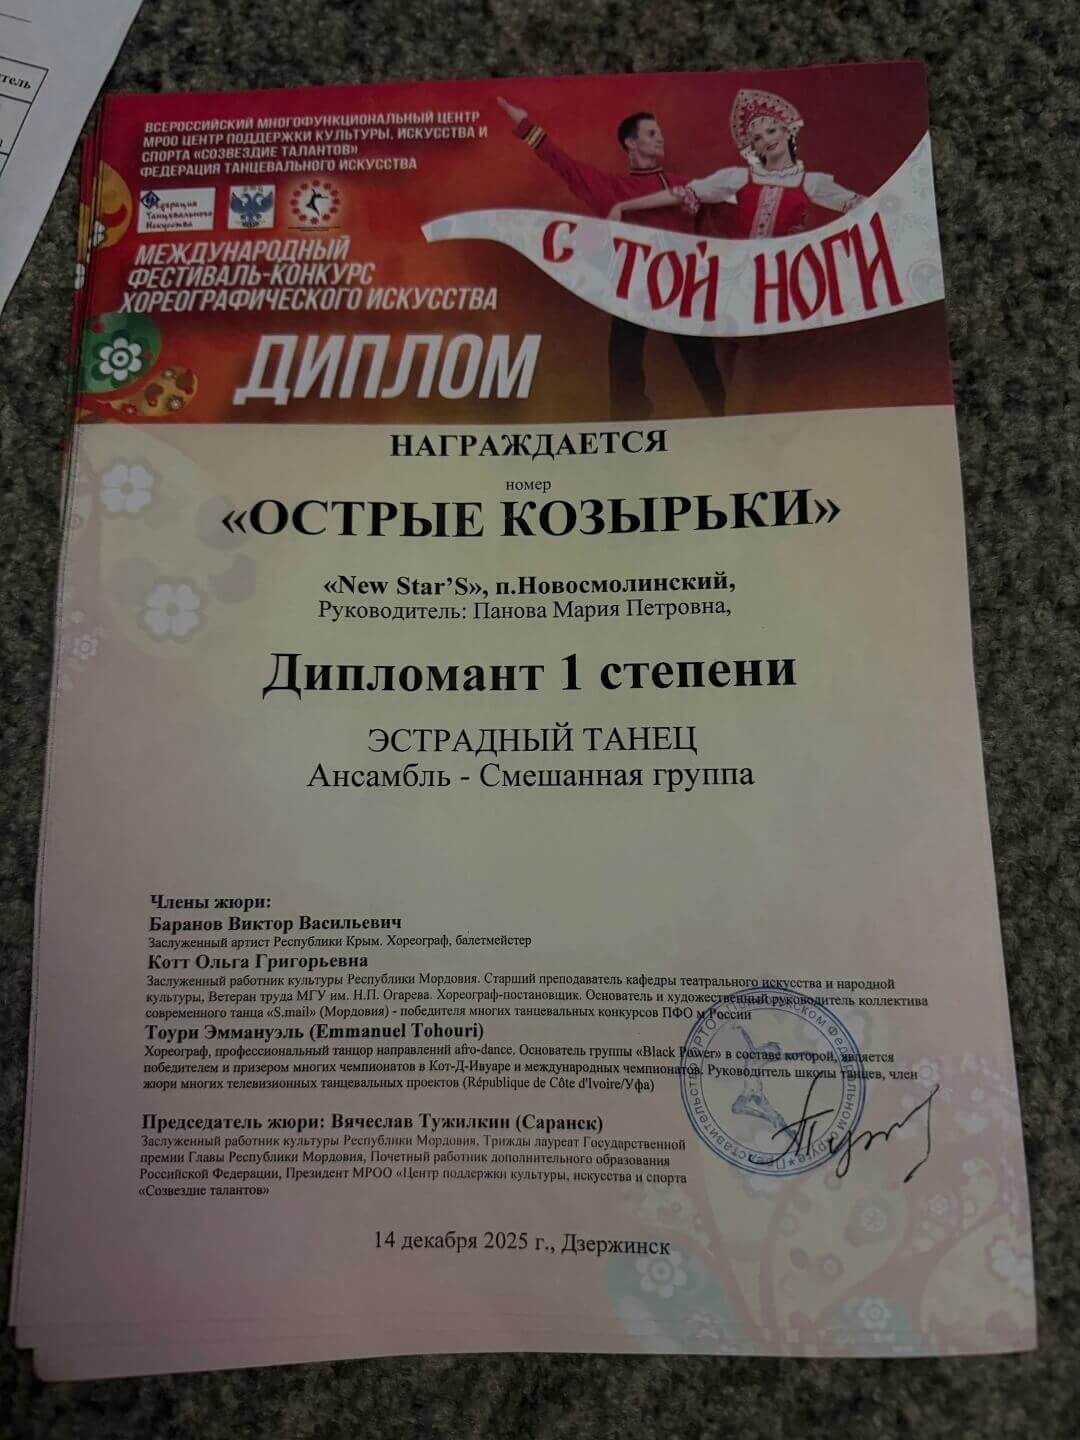 тель
ВСЕРОССИЙСКИЙ МНОГОФУНКЦИОНАЛЬНЫЙ ЦЕНТР
МРОО ЦЕНТР ПОДДЕРЖКИ КУЛЬТУРЫ, ИСКУССТВА И
СПОРТА «СОЗВЕЗДИЕ ТАЛАНТОВ»
ФЕДЕРАЦИЯ ТАНЦЕВАЛЬНОГО ИСКУССТВА
Федерация
Танцевального
Искусства
МЕЖДУНАРОДНЫЙ
ФЕСТИВАЛЬ-КОНКУРС
ХОРЕОГРАФИЧЕСКОГО ИСКУССТВА
С ТОЙ НОГИ
ДИПЛОМ
НАГРАЖДАЕТСЯ
номер
«ОСТРЫЕ КОЗЫРЬКИ»
«New Star’S», п.Новосмолинский,
Руководитель: Панова Мария Петровна,
Дипломант 1 степени
ЭСТРАДНЫЙ ТАНЕЦ
Ансамбль - Смешанная группа
Члены жюри:
Баранов Виктор Васильевич
Заслуженный артист Республики Крым. Хореограф, балетмейстер
Котт Ольга Григорьевна
Заслуженный работник культуры Республики Мордовия. Старший преподаватель кафедры театрального искусства и народной
культуры, Ветеран труда МГУ им. Н.П. Огарева. Хореограф-постановщик. Основатель и художественный руководитель коллектива
современного танца «S.mail» (Мордовия) - победителя многих танцевальных конкурсов ПФО и России
Тоури Эммануэль (Emmanuel Tohouri)
Хореограф, профессиональный танцор направлений afro-dance. Основатель группы «Black Power» в составе которой, является
победителем и призером многих чемпионатов в Кот-Д-Ивуаре и международных чемпионатов. Руководитель школы танцев, член
жюри многих телевизионных танцевальных проектов (République de Côte d'Ivoire/Уфа)
Председатель жюри: Вячеслав Тужилкин (Саранск)
Заслуженный работник культуры Республики Мордовия. Трижды лауреат Государственной
премии Главы Республики Мордовия, Почетный работник дополнительного образования
Российской Федерации, Президент МРОО «Центр поддержки культуры, искусства и спорта
«Созвездие талантов»
14 декабря 2025 г., Дзержинск